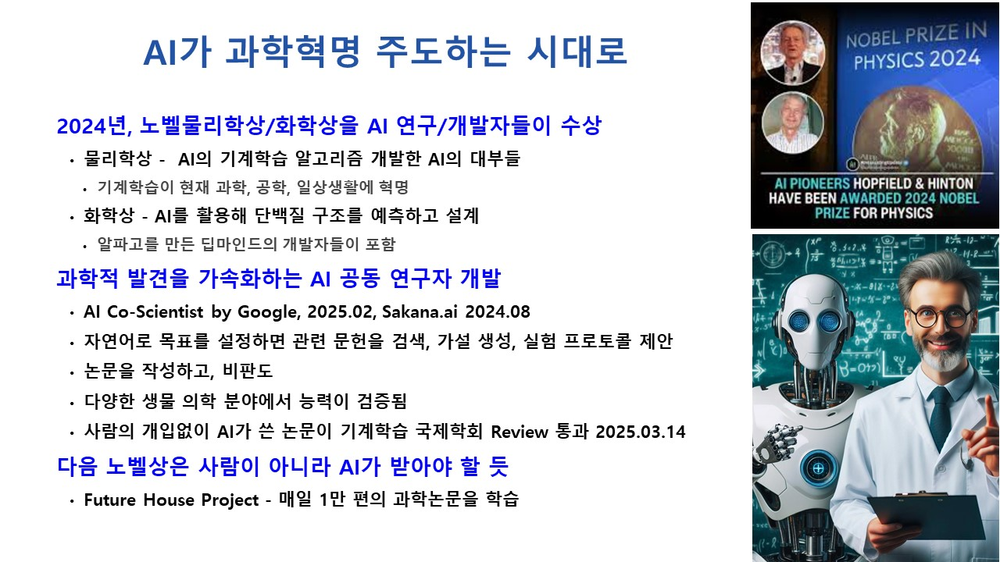 AI가 과학혁명 주도하는 시대로
2024년, 노벨물리학상/화학상을 AI 연구/개발자들이 수상
• 물리학상 - AI의 기계학습 알고리즘 개발한 AI의 대부들
• 기계학습이 현재 과학, 공학, 일상생활에 혁명
• 화학상 - AI를 활용해 단백질 구조를 예측하고 설계
• 알파고를 만든 딥마인드의 개발자들이 포함
과학적 발견을 가속화하는 AI 공동 연구자 개발
• AI Co-Scientist by Google, 2025.02, Sakana.ai 2024.08
• 자연어로 목표를 설정하면 관련 문헌을 검색, 가설 생성, 실험 프로토콜 제안
• 논문을 작성하고, 비판도
• 다양한 생물 의학 분야에서 능력이 검증됨
• 사람의 개입없이 AI가 쓴 논문이 기계학습 국제학회 Review 통과 2025.03.14
다음 노벨상은 사람이 아니라 AI가 받아야 할 듯
• Future House Project - 매일 1만 편의 과학논문을 학습
NOBEL PRIZE IN
PHYSICS 2024
AI PIONEERS HOPFIELD & HINTON
HAVE BEEN AWARDED 2024 NOBEL
PRIZE FOR PHYSICS